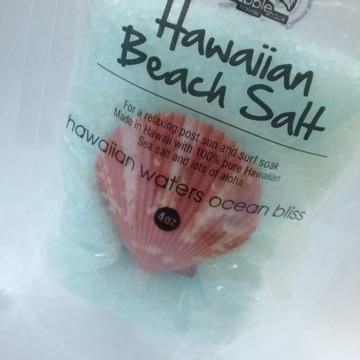 Hawaiian
Beach Salt
For a relaxing post sun and surf soak
Made in Hawaii with 100% pure Hawaiian
Sea salt and lots of aloha
hawaiian waters ocean bliss
4oz